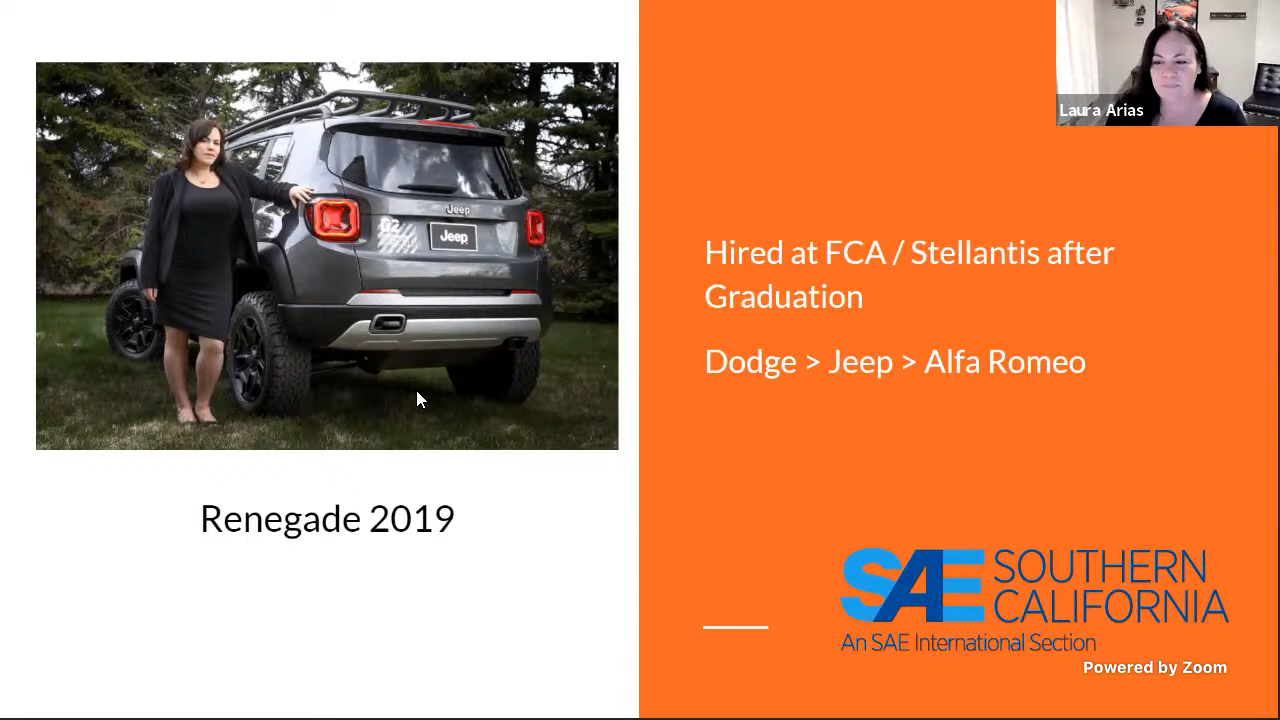 Laura Arias
Jeep
Jeep
Hired at FCA / Stellantis after
Graduation
Dodge > Jeep > Alfa Romeo
Renegade 2019
SAE SOUTHERN
CALIFORNIA
An SAE International Section
Powered by Zoom